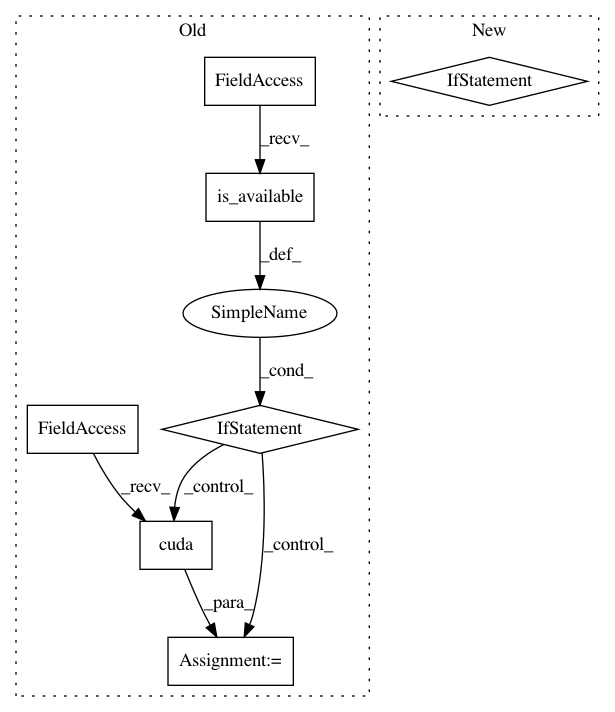 Old
New
FieldAccess
IfStatement
_recv_
is_available
_def_
SimpleName
_cond_
FieldAccess
IfStatement
_recv_
_control_
_control_
cuda
_para_
Assignment:=